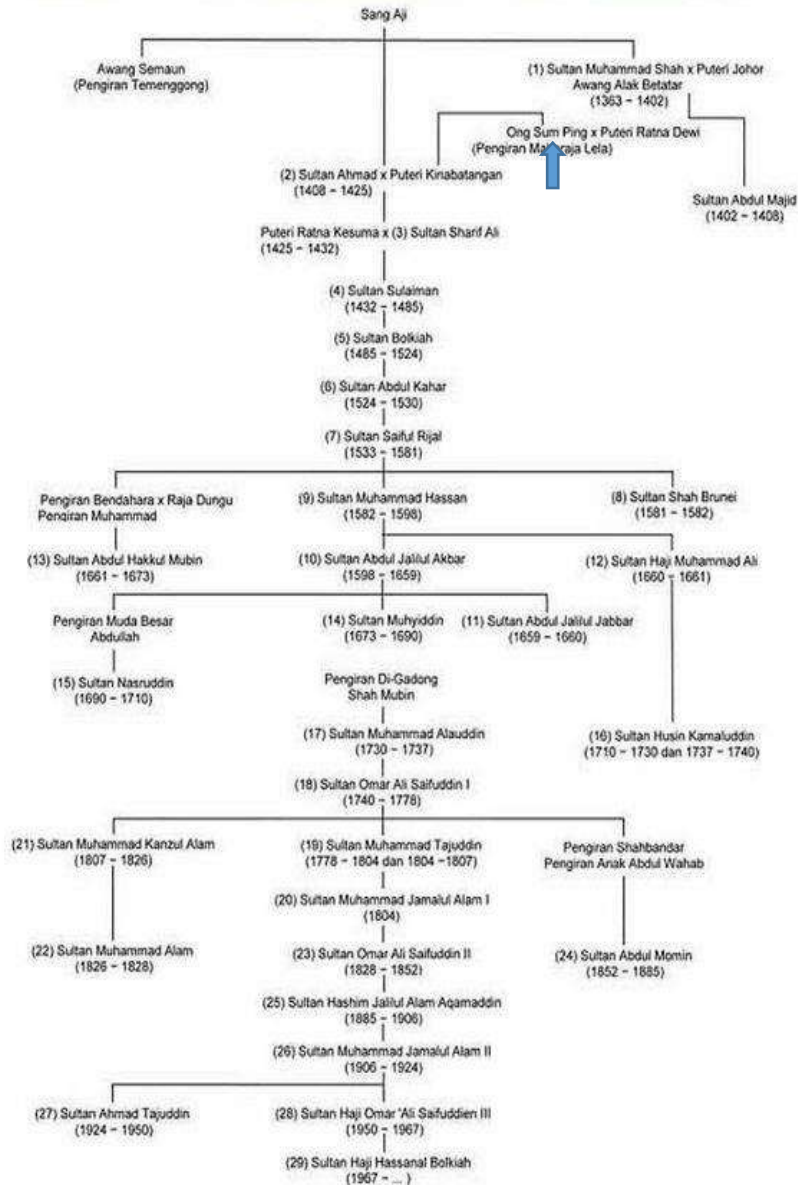 Sang Aji
Awang Semaun
(Pengiran Temenggong)
(1) Sultan Muhammad Shah x Puteri Johor
Awang Alak Betatar
(1363 - 1402)
Ong Sum Ping x Puteri Ratna Dewi
(Pengiran Lela)
(2) Sultan Ahmad x Puteri Kinabatangan
(1408 - 1425)
Sultan Abdul Majid
(1402 - 1408)
Puteri Ratna Kesuma x (3) Sultan Sharif Ali
(1425 - 1432)
(4) Sultan Sulaiman
(1432 - 1485)
(5) Sultan Bolkiah
(1485 - 1524)
(6) Sultan Abdul Kahar
(1524 - 1530)
(7) Sultan Saiful Rijal
(1533 - 1581)
Pengiran Bendahara x Raja Dungu
Pengiran Muhammad
(9) Sultan Muhammad Hassan
(1582 - 1598)
(8) Sultan Shah Brunei
(1581 - 1582)
(13) Sultan Abdul Hakkul Mubin
(1661 - 1673)
(10) Sultan Abdul Jalilul Akbar
(1598 - 1659)
(12) Sultan Haji Muhammad Ali
(1660 - 1661)
Pengiran Muda Besar
Abdullah
(14) Sultan Muhyiddin
(1673 - 1690)
(11) Sultan Abdul Jalilul Jabbar
(1659 - 1660)
(15) Sultan Nasruddin
(1690 - 1710)
Pengiran Di-Gadong
Shah Mubin
(17) Sultan Muhammad Alauddin
(1730 - 1737)
(16) Sultan Husin Kamaluddin
(1710 - 1730 dan 1737 - 1740)
(18) Sultan Omar Ali Saifuddin I
(1740 - 1778)
(21) Sultan Muhammad Kanzul Alam
(1807 - 1826)
(19) Sultan Muhammad Tajuddin
(1778 - 1804 dan 1804 -1807)
Pengiran Shahbandar
Pengiran Anak Abdul Wahab
(20) Sultan Muhammad Jamalul Alam I
(1804)
(22) Sultan Muhammad Alam
(1826 - 1828)
(23) Sultan Omar Ali Saifuddin II
(1828 - 1852)
(24) Sultan Abdul Momin
(1852 - 1885)
(25) Sultan Hashim Jalilul Alam Aqamaddin
(1885 - 1906)
(26) Sultan Muhammad Jamalul Alam II
(1906 - 1924)
(27) Sultan Ahmad Tajuddin
(1924 - 1950)
(28) Sultan Haji Omar 'Ali Saifuddien III
(1950 - 1967)
(29) Sultan Haji Hassanal Bolkiah
(1967 - ... )